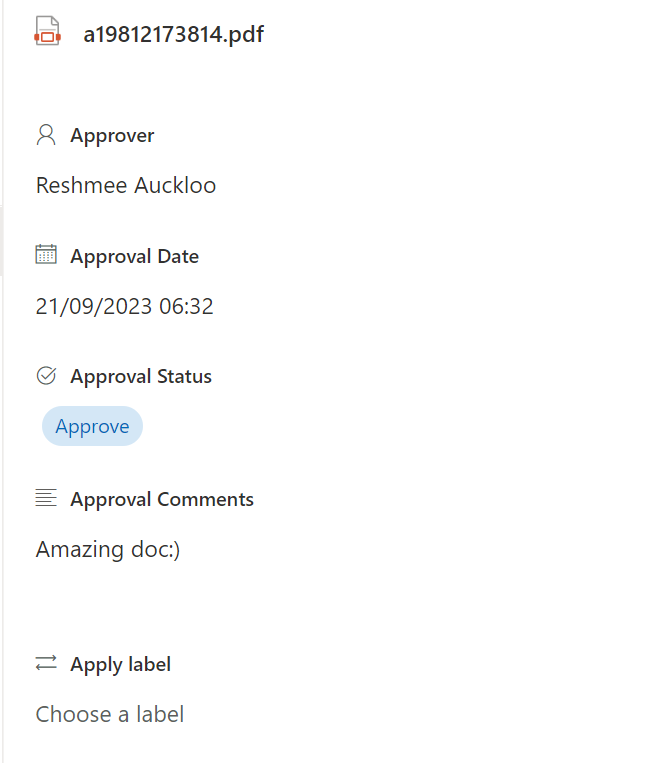 a19812173814.pdf
Approver
Reshmee Auckloo
Approval Date
21/09/2023 06:32
Approval Status
Approve
Approval Comments
Amazing doc:)
Apply label
Choose a label